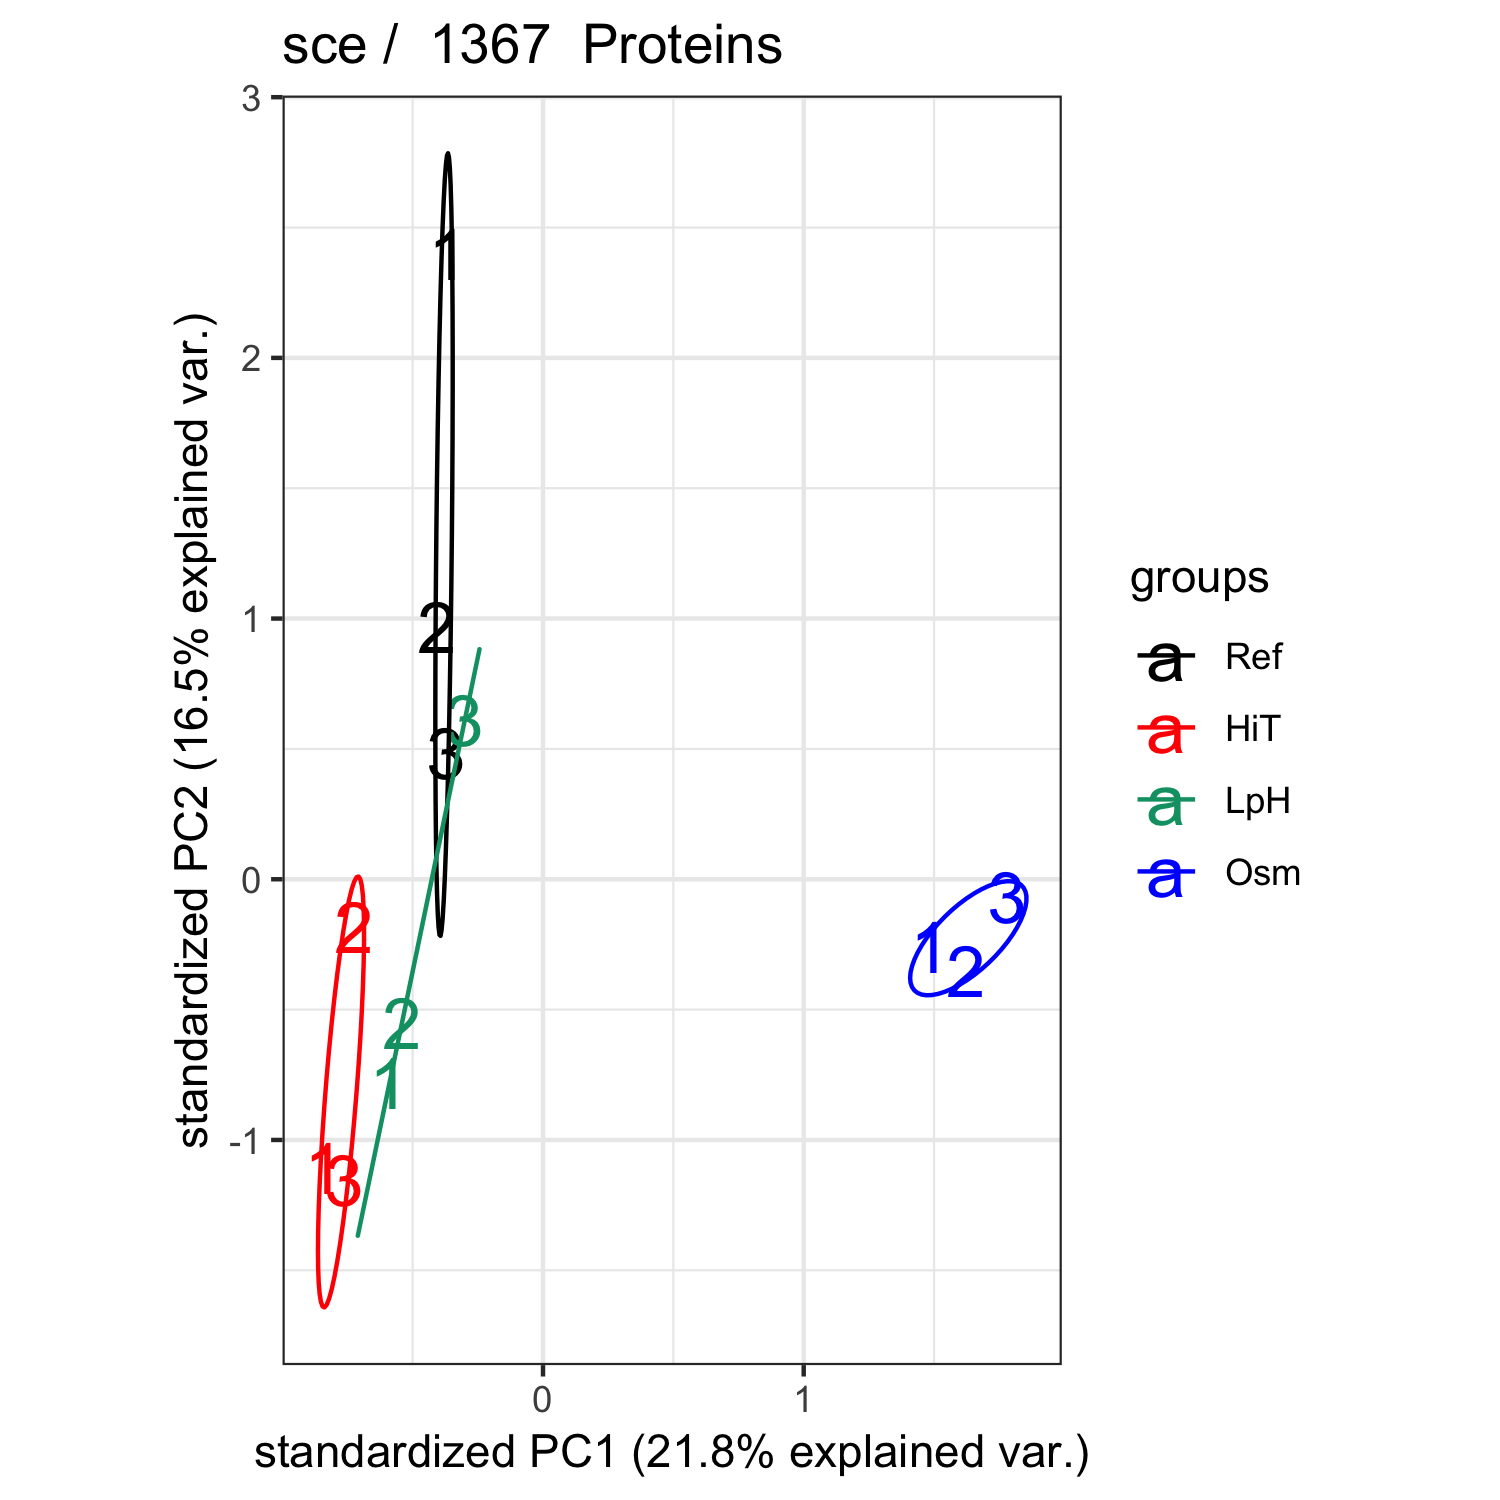 sce /  1367  Proteins
standardized PC2 (16.5% explained var.)
3
2
1
0
-1
1
2
3
3
2
1
2
1
3
3
1
2
0
1
standardized PC1 (21.8% explained var.)
groups
a Ref
a HiT
a LpH
a Osm